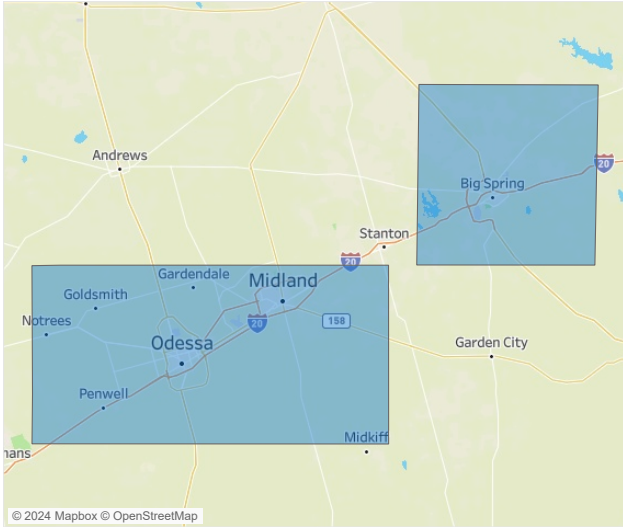 Andrews
Big Spring
20
Stanton
20
Gardendale
Midland
Goldsmith
Notrees
20
158
Odessa
Garden City
Penwell
Midkiff
nans
© 2024 Mapbox © OpenStreetMap